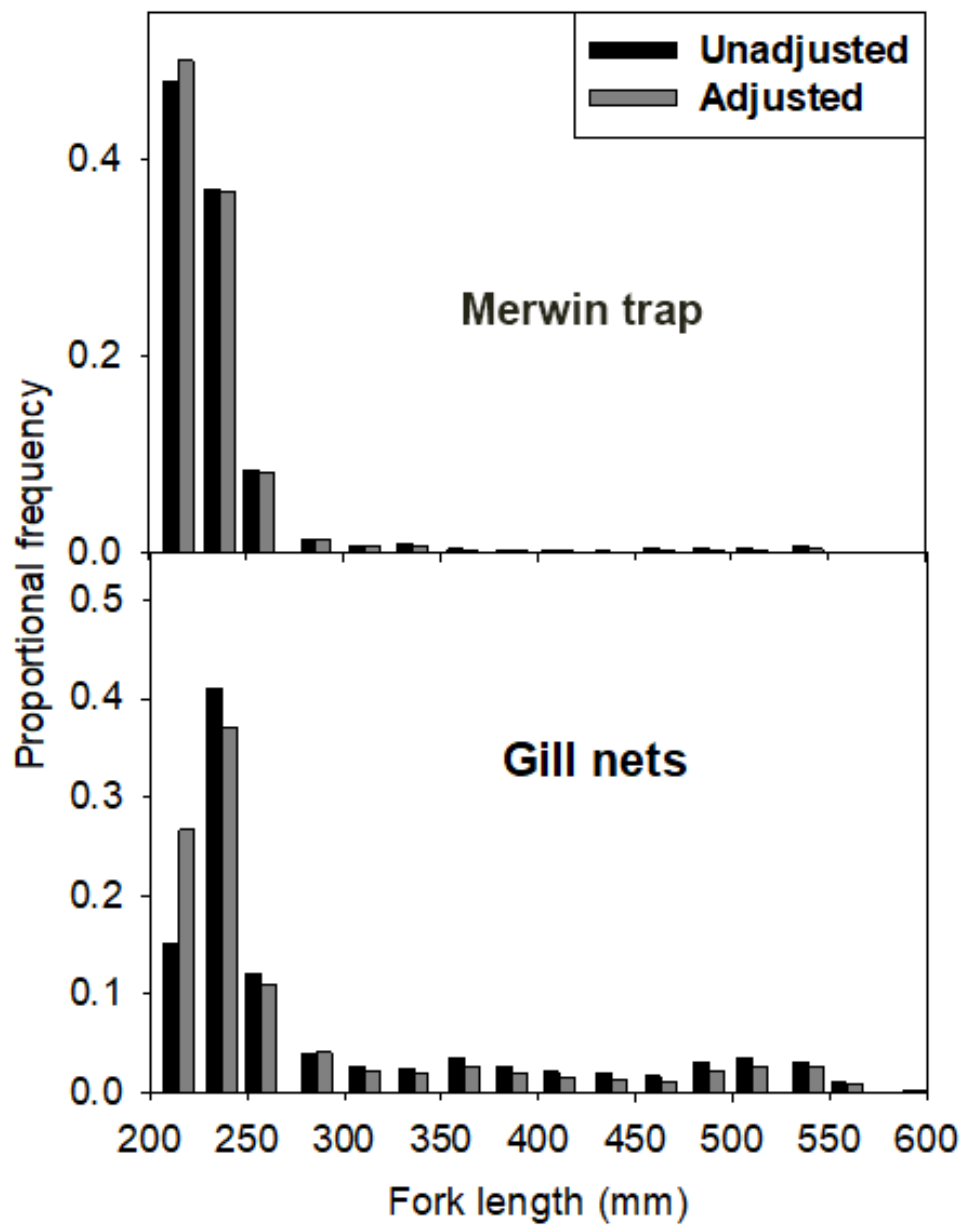 Unadjusted
Adjusted
0.4
Merwin trap
0.2
0.0
Proportional frequency
0.5
0.4
Gill nets
0.3
0.2
0.1
0.0
200 250 300 350 400 450 500 550 600
Fork length (mm)